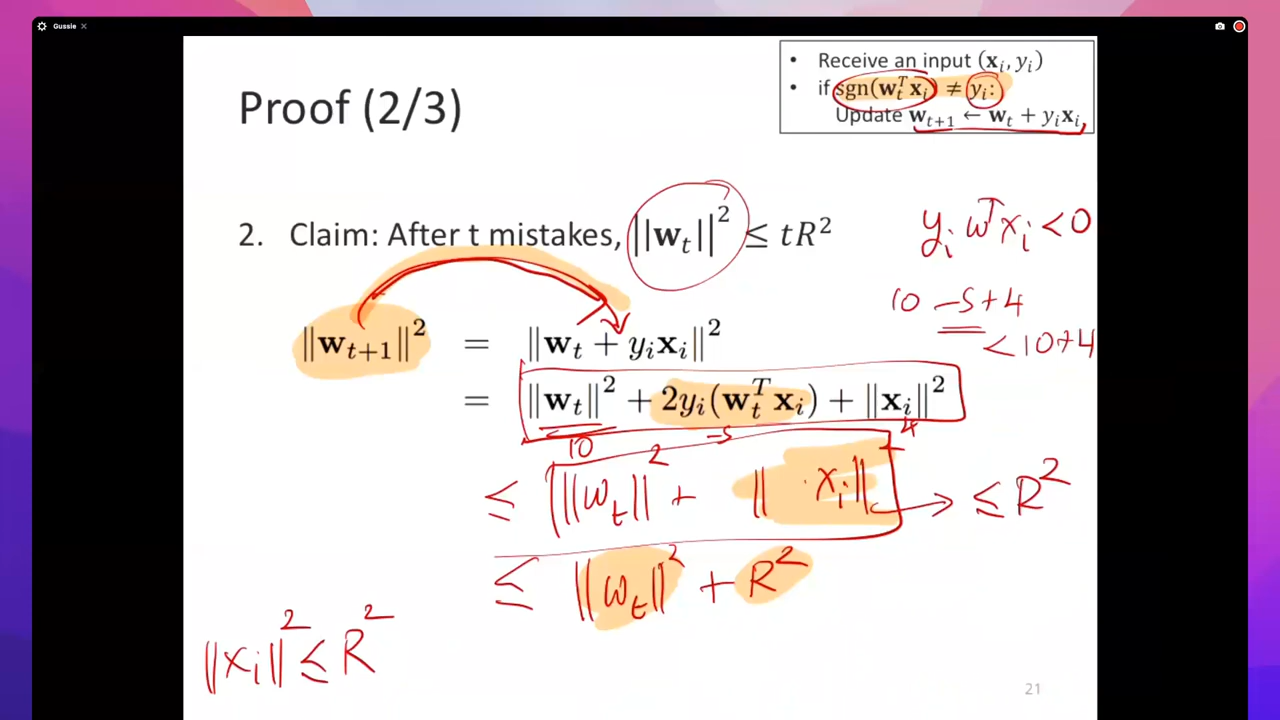 Gussie
• Receive an input (𝐱ᵢ, yᵢ)
• if sgn(𝐰ₜᵀ𝐱ᵢ) ≠ yᵢ:
Update 𝐰ₜ₊₁ ← 𝐰ₜ + yᵢ𝐱ᵢ
Proof (2/3)
2. Claim: After t mistakes, ||𝐰ₜ||² ≤ tR²
yᵢ wᵀxᵢ < 0
10 -5+4
< 10+4
‖𝐰ₜ₊₁‖² = ‖𝐰ₜ + yᵢ𝐱ᵢ‖²
= ‖𝐰ₜ‖² + 2yᵢ(𝐰ₜᵀ𝐱ᵢ) + ‖𝐱ᵢ‖²
10 -5 4
≤ ‖wₜ‖² + ‖xᵢ‖ → ≤ R²
≤ ‖wₜ‖² + R²
‖xᵢ‖² ≤ R²
21